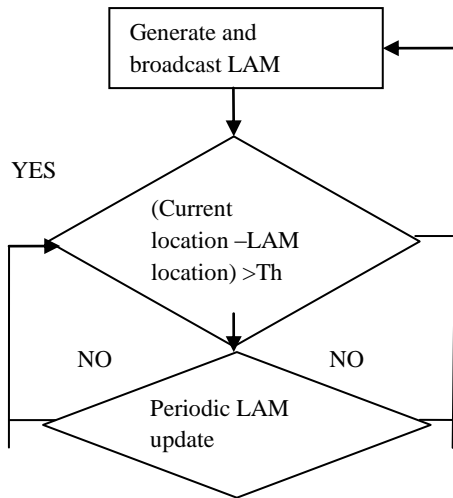 Generate and
broadcast LAM
YES
(Current
location –LAM
location) >Th
NO
NO
Periodic LAM
update